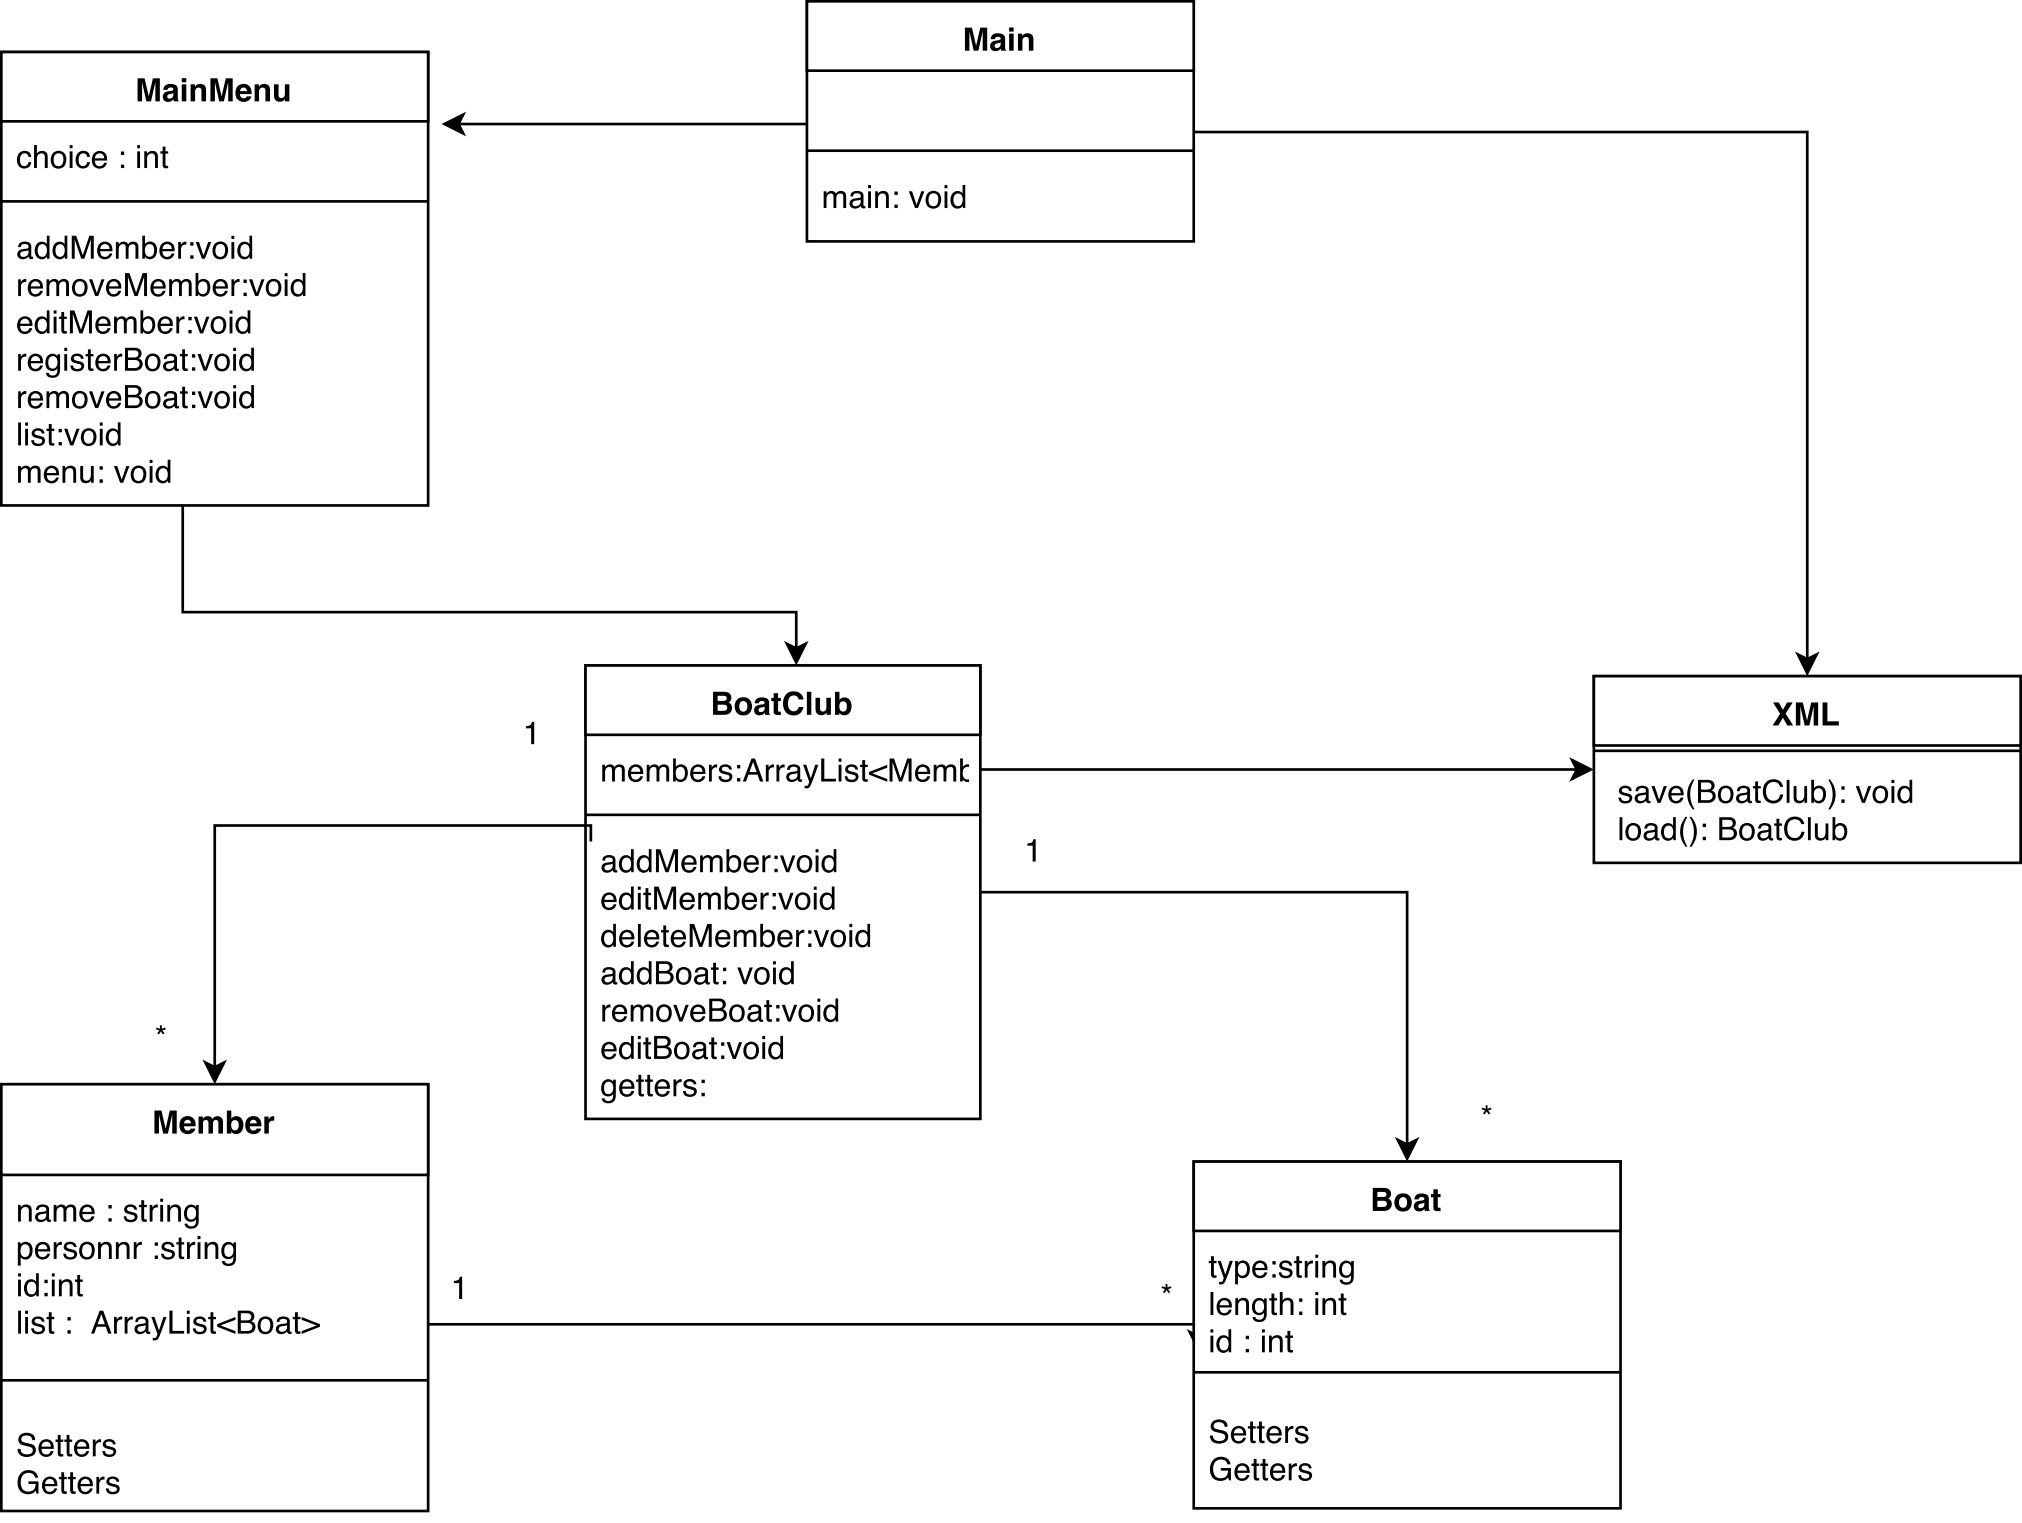 Main
main: void
MainMenu
choice : int
addMember:void
removeMember:void
editMember:void
registerBoat:void
removeBoat:void
list:void
menu: void
1
BoatClub
members:ArrayList<Memb
addMember:void
editMember:void
deleteMember:void
addBoat: void
removeBoat:void
editBoat:void
getters:
XML
save(BoatClub): void
load(): BoatClub
1
*
*
Member
name : string
personnr :string
id:int
list :  ArrayList<Boat>
Setters
Getters
1
*
Boat
type:string
length: int
id : int
Setters
Getters